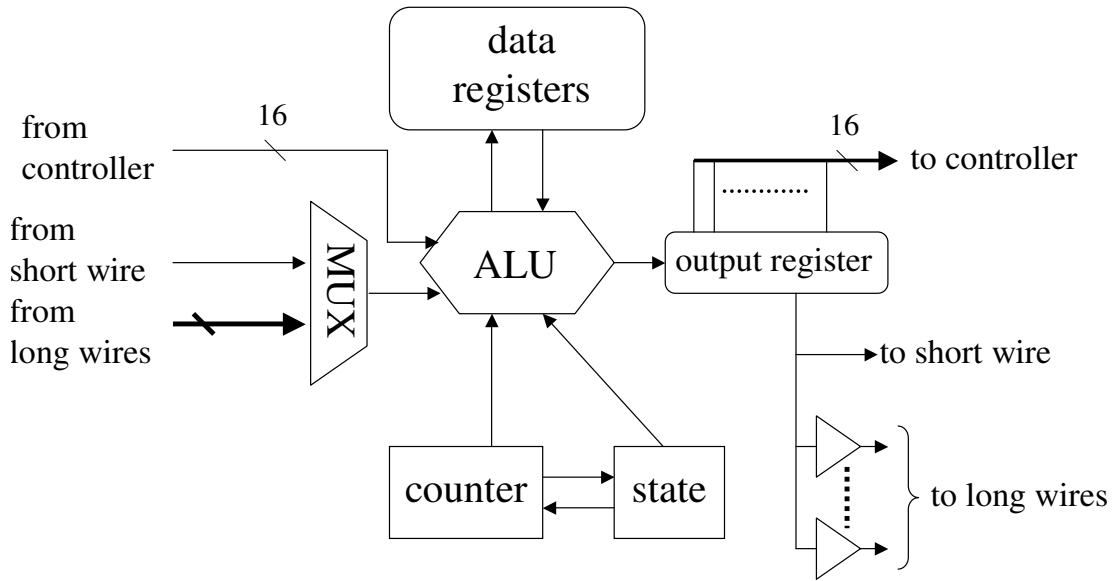 data
registers
16
from
controller
16
to controller
from
short wire
MUX
ALU
output register
from
long wires
to short wire
counter
state
to long wires